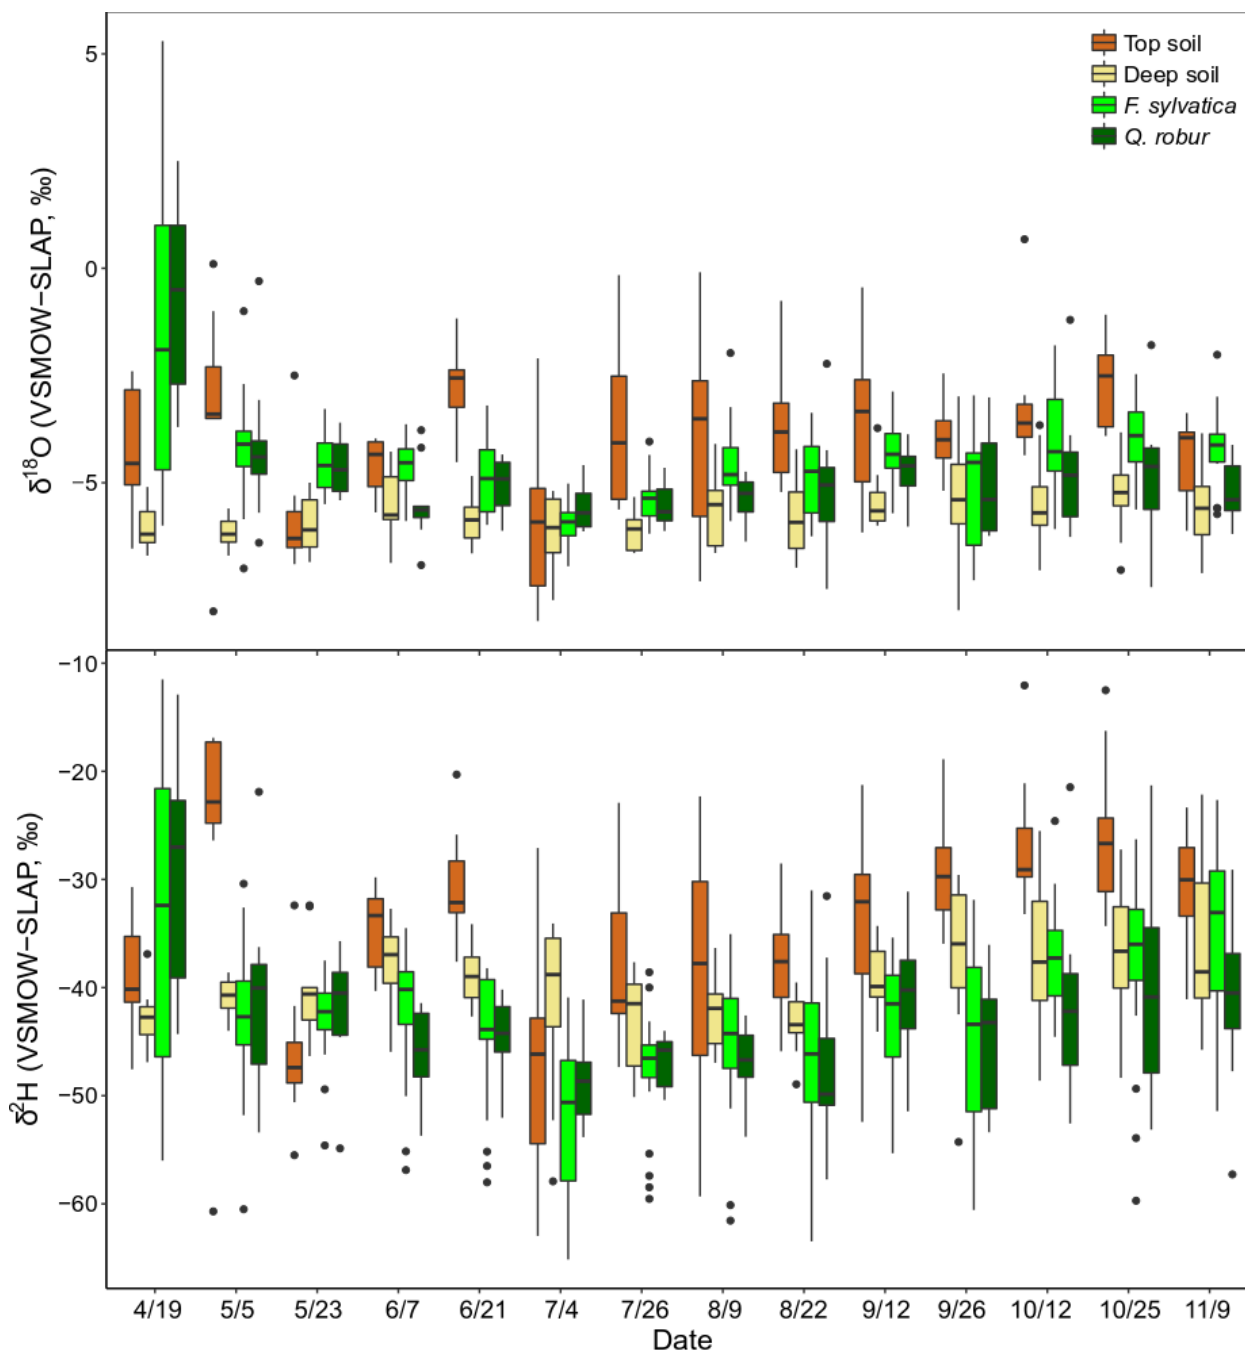 Top soil
Deep soil
F. sylvatica
Q. robur
δ18O (VSMOW−SLAP, ‰)
5
0
−5
δ2H (VSMOW−SLAP, ‰)
−10
−20
−30
−40
−50
−60
4/19 5/5 5/23 6/7 6/21 7/4 7/26 8/9 8/22 9/12 9/26 10/12 10/25 11/9
Date